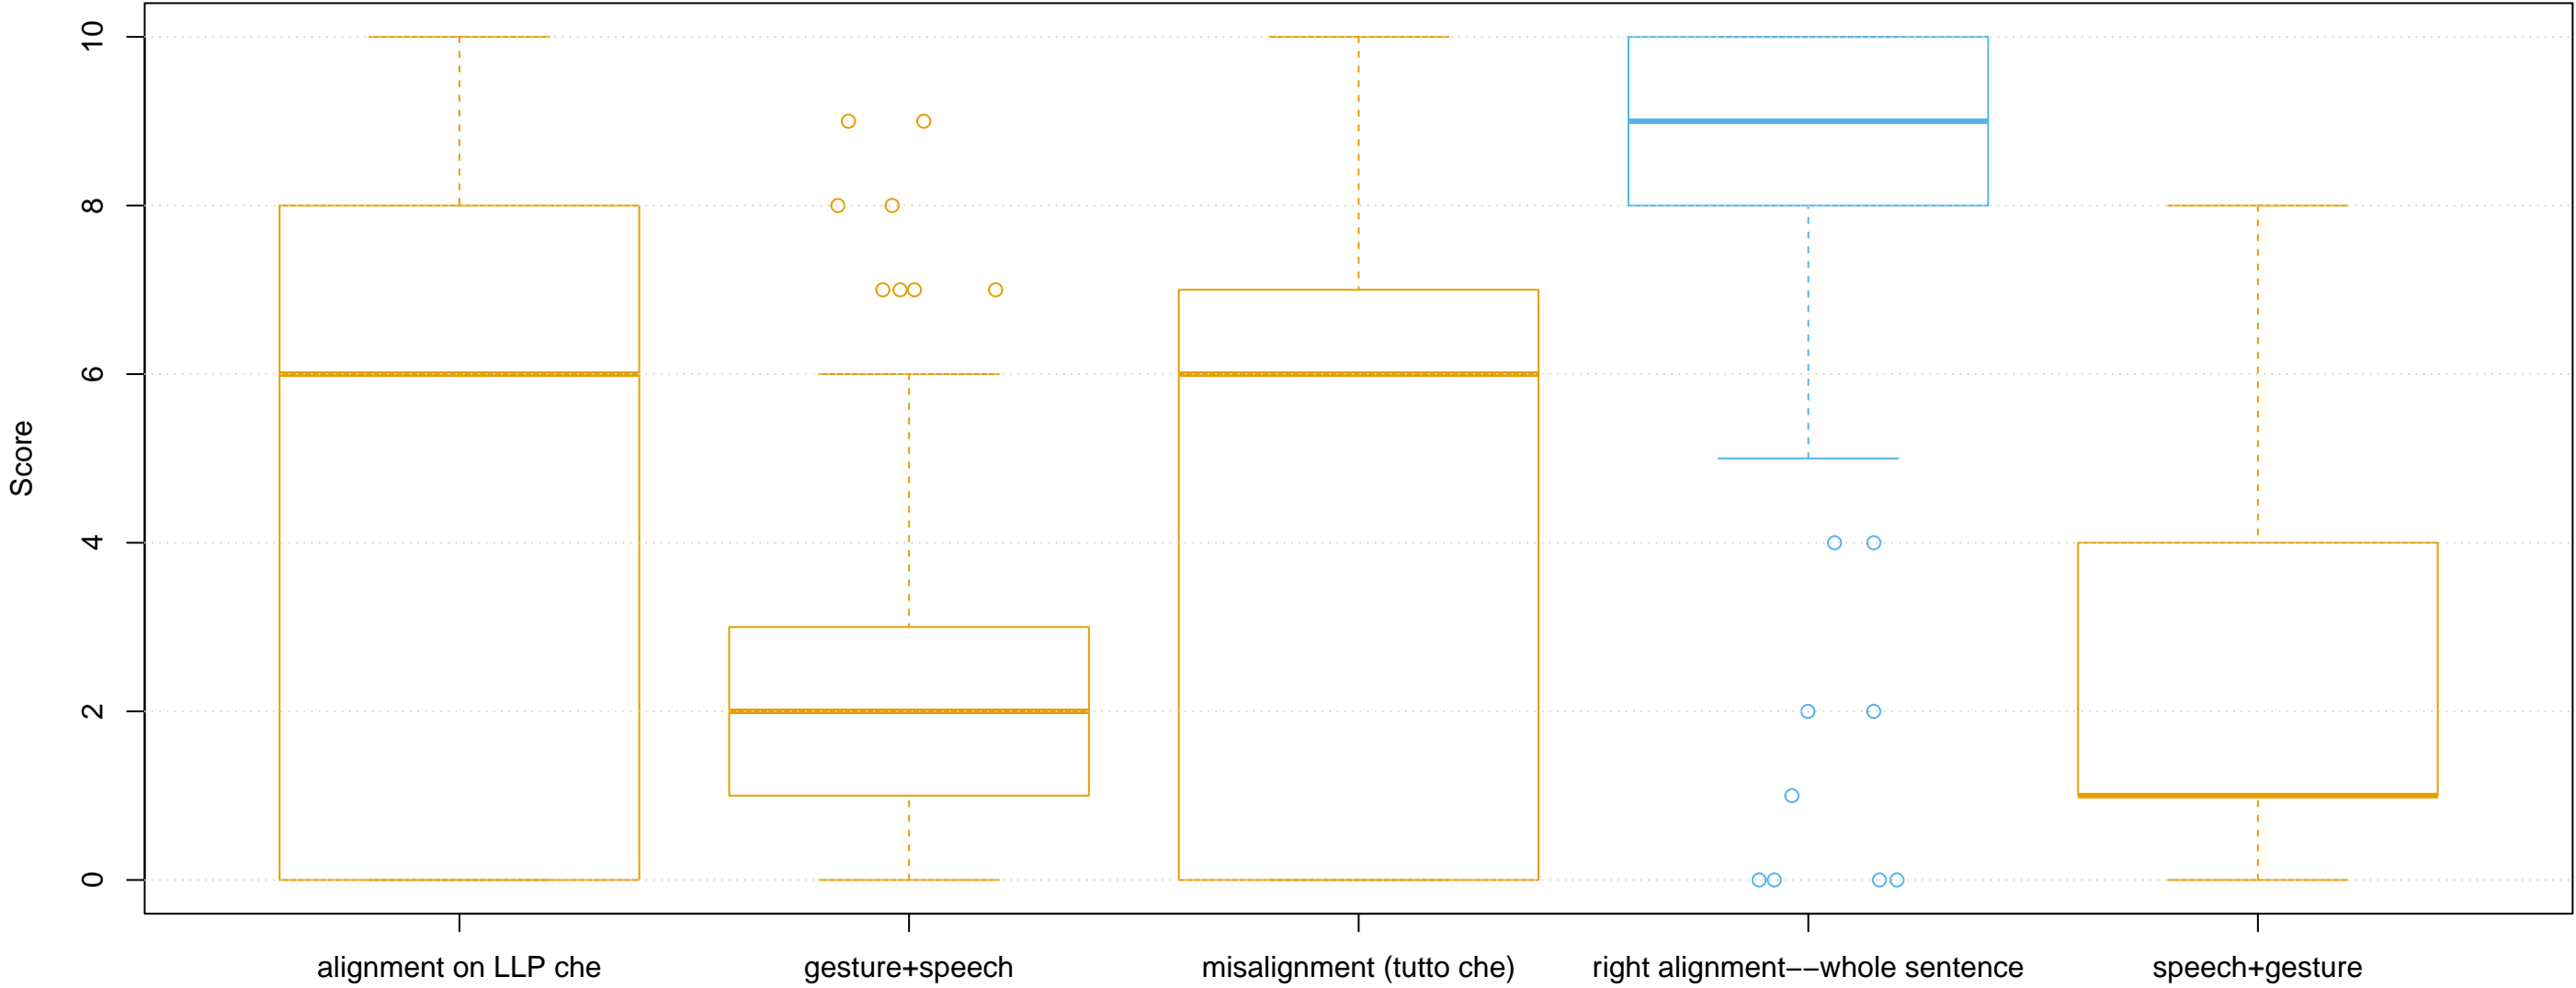 Score
10
8
6
4
2
0
alignment on LLP che
gesture+speech
misalignment (tutto che)
right alignment−−whole sentence
speech+gesture